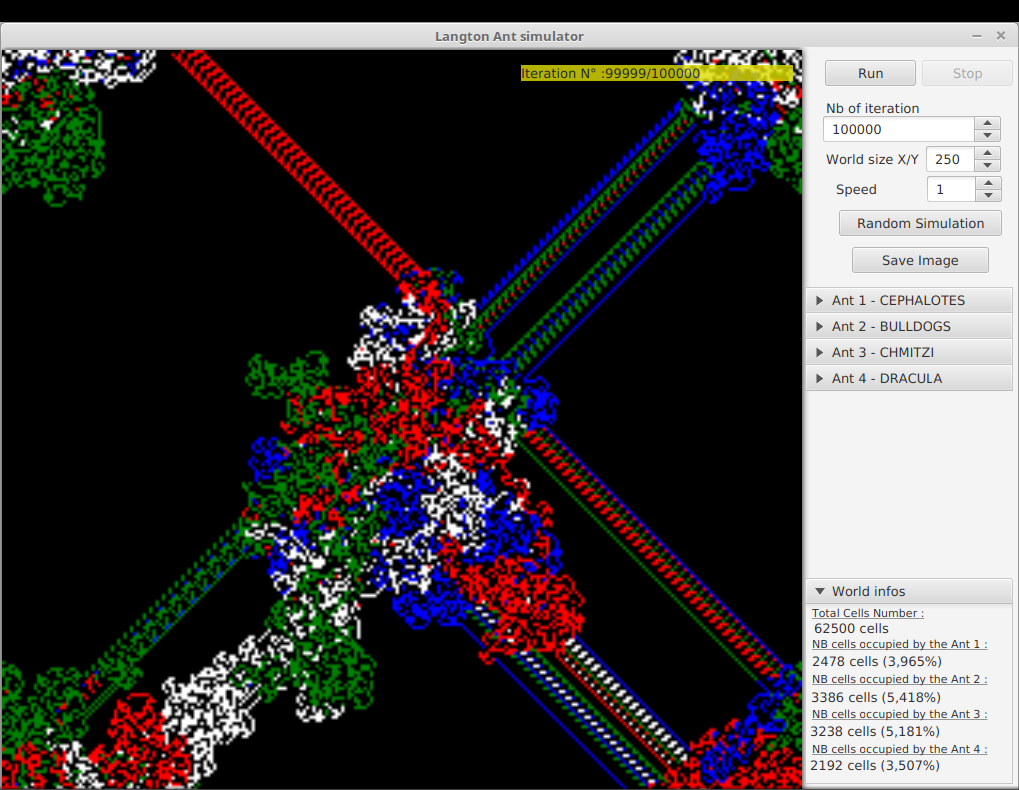 Langton Ant simulator
Iteration N° :99999/100000
Run Stop
Nb of iteration
100000
World size X/Y 250
Speed 1
Random Simulation
Save Image
Ant 1 - CEPHALOTES
Ant 2 - BULLDOGS
Ant 3 - CHMITZI
Ant 4 - DRACULA
World infos
Total Cells Number :
62500 cells
NB cells occupied by the Ant 1 :
2478 cells (3,965%)
NB cells occupied by the Ant 2 :
3386 cells (5,418%)
NB cells occupied by the Ant 3 :
3238 cells (5,181%)
NB cells occupied by the Ant 4 :
2192 cells (3,507%)